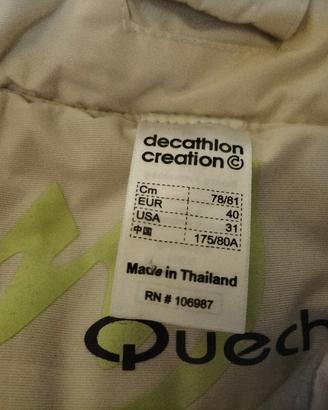 decathlon
creation ©
Cm 78/81
EUR 40
USA 31
中国 175/80A
Made in Thailand
RN # 106987
Quech